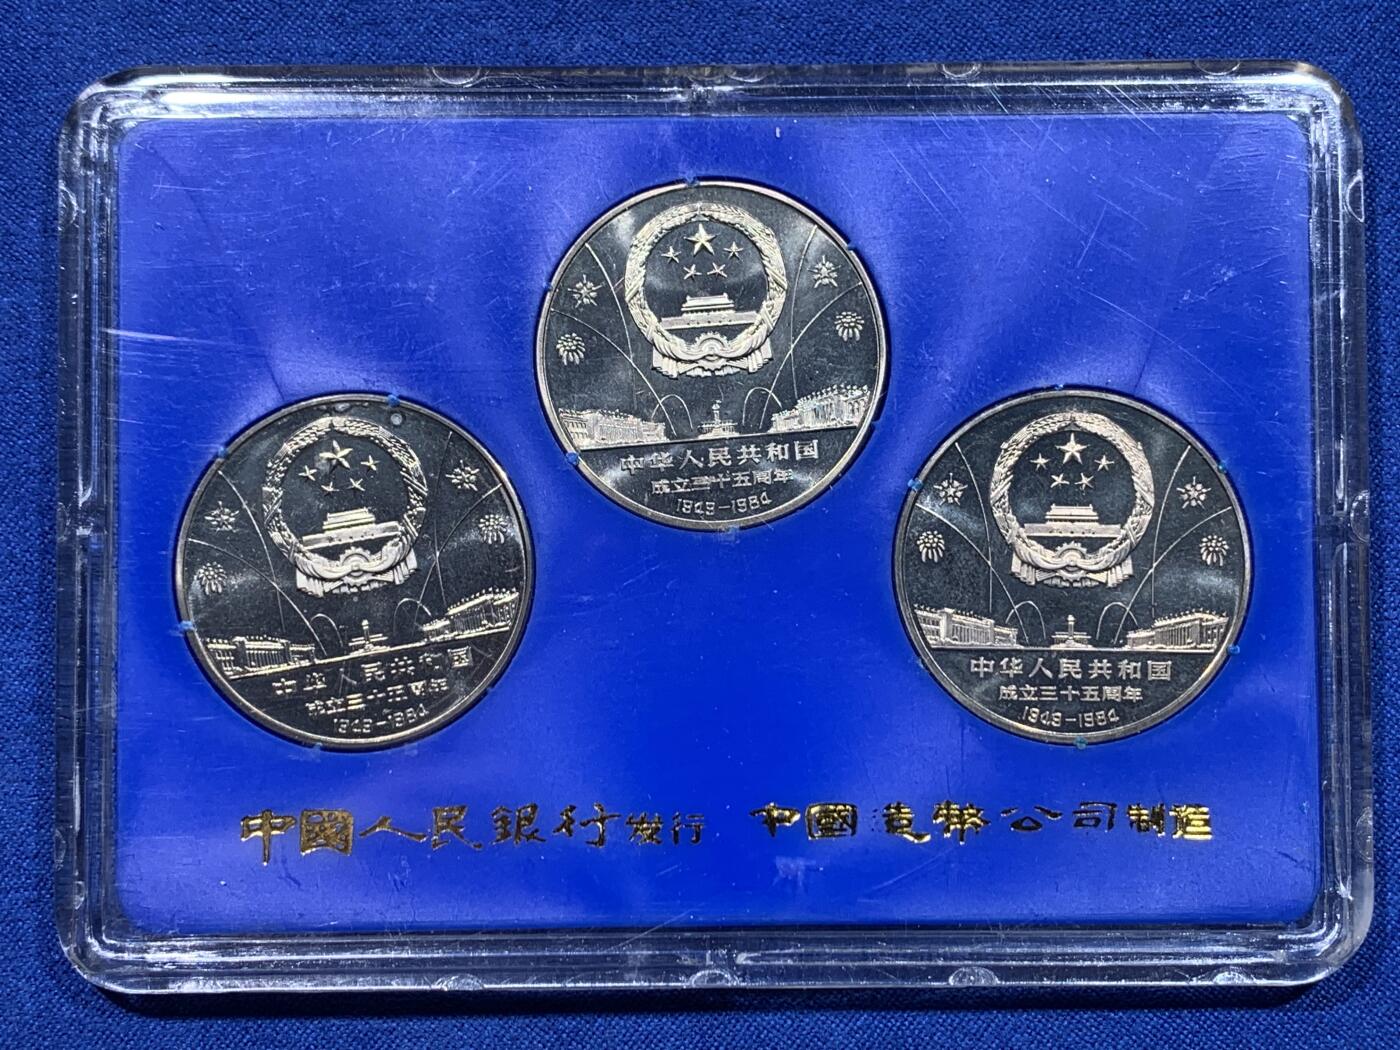 中华人民共和国
成立三十五周年
1949-1984
中华人民共和国
成立三十五周年
1949-1984
中华人民共和国
成立三十五周年
1949-1984
中國人民銀行发行 中國造幣公司制造